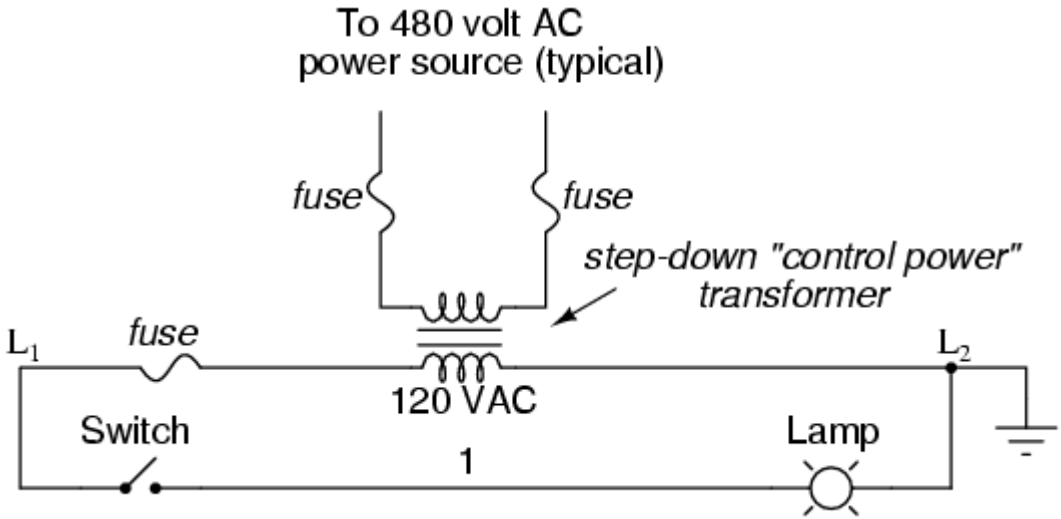 To 480 volt AC
power source (typical)
fuse
fuse
step-down "control power"
transformer
L1
fuse
L2
120 VAC
Switch
1
Lamp